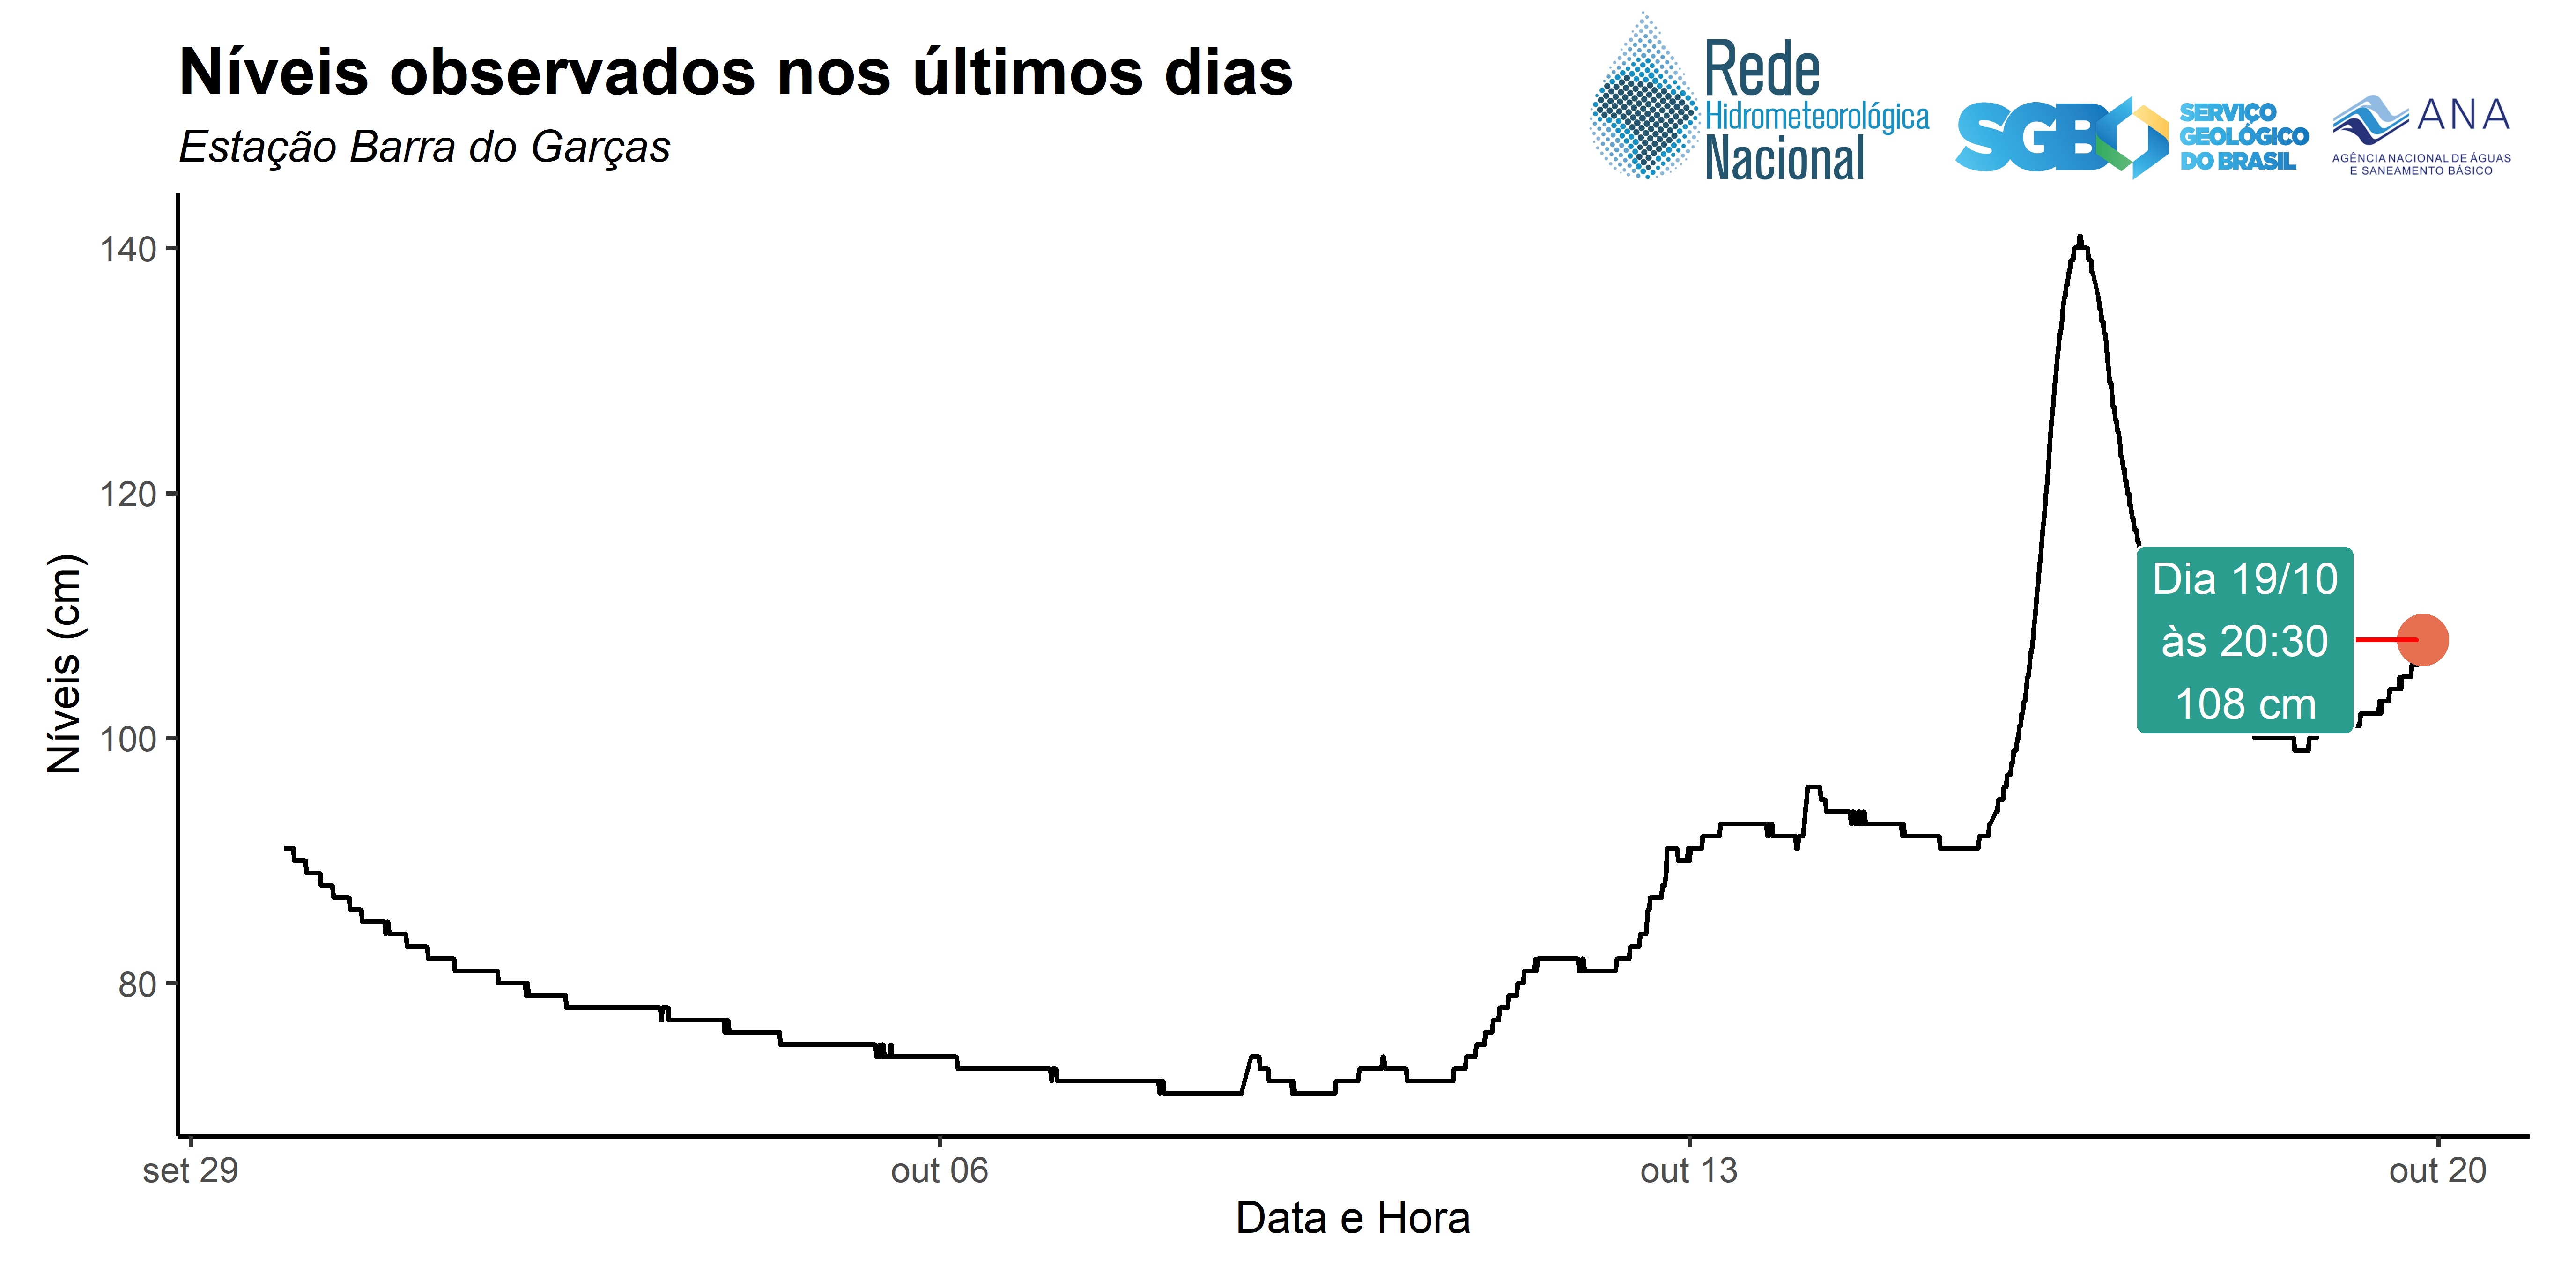 Níveis observados nos últimos dias
Estação Barra do Garças
Rede
Hidrometeorológica
Nacional
SGB
SERVIÇO
GEOLÓGICO
DO BRASIL
ANA
AGÊNCIA NACIONAL DE ÁGUAS
E SANEAMENTO BÁSICO
Níveis (cm)
140
120
100
80
Dia 19/10
às 20:30
108 cm
set 29
out 06
out 13
out 20
Data e Hora